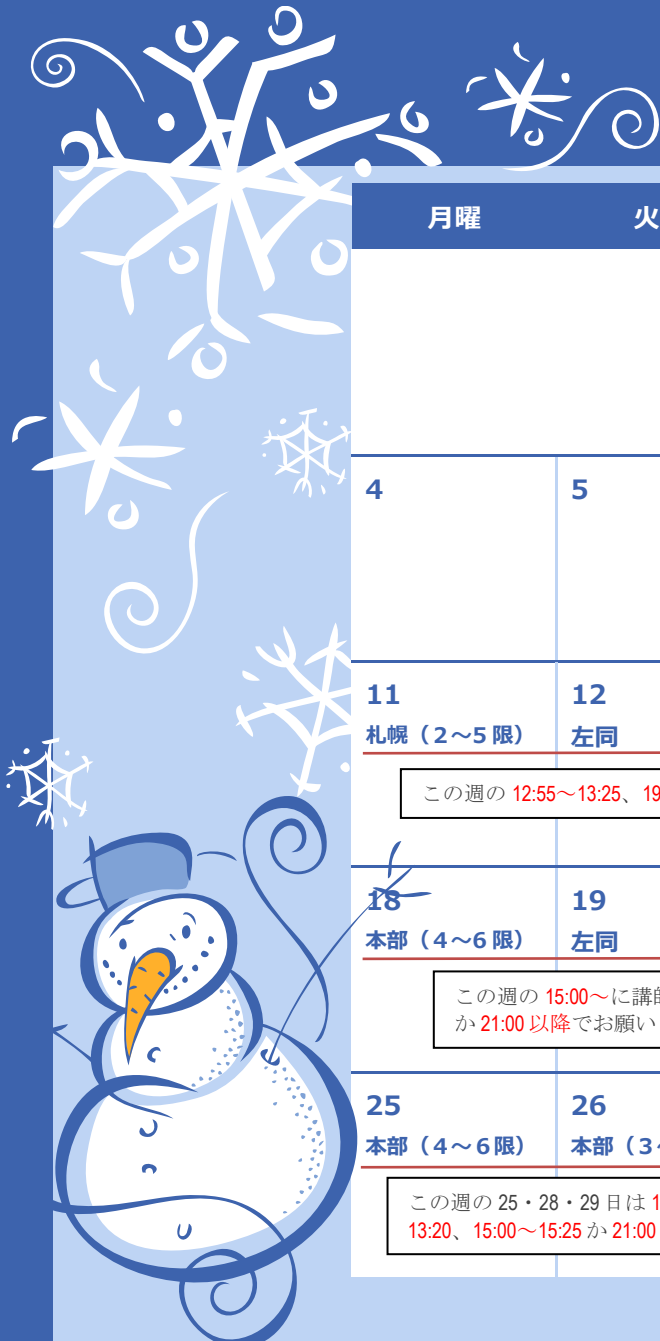 月曜 火
4 5
11 12
札幌（２～５限） 左同
この週の 12:55～13:25、19
18 19
本部（４～６限） 左同
この週の 15:00～に講師
か 21:00 以降でお願い
25 26
本部（４～６限） 本部（３～
この週の 25・28・29 日は 1
13:20、15:00～15:25 か 21:00